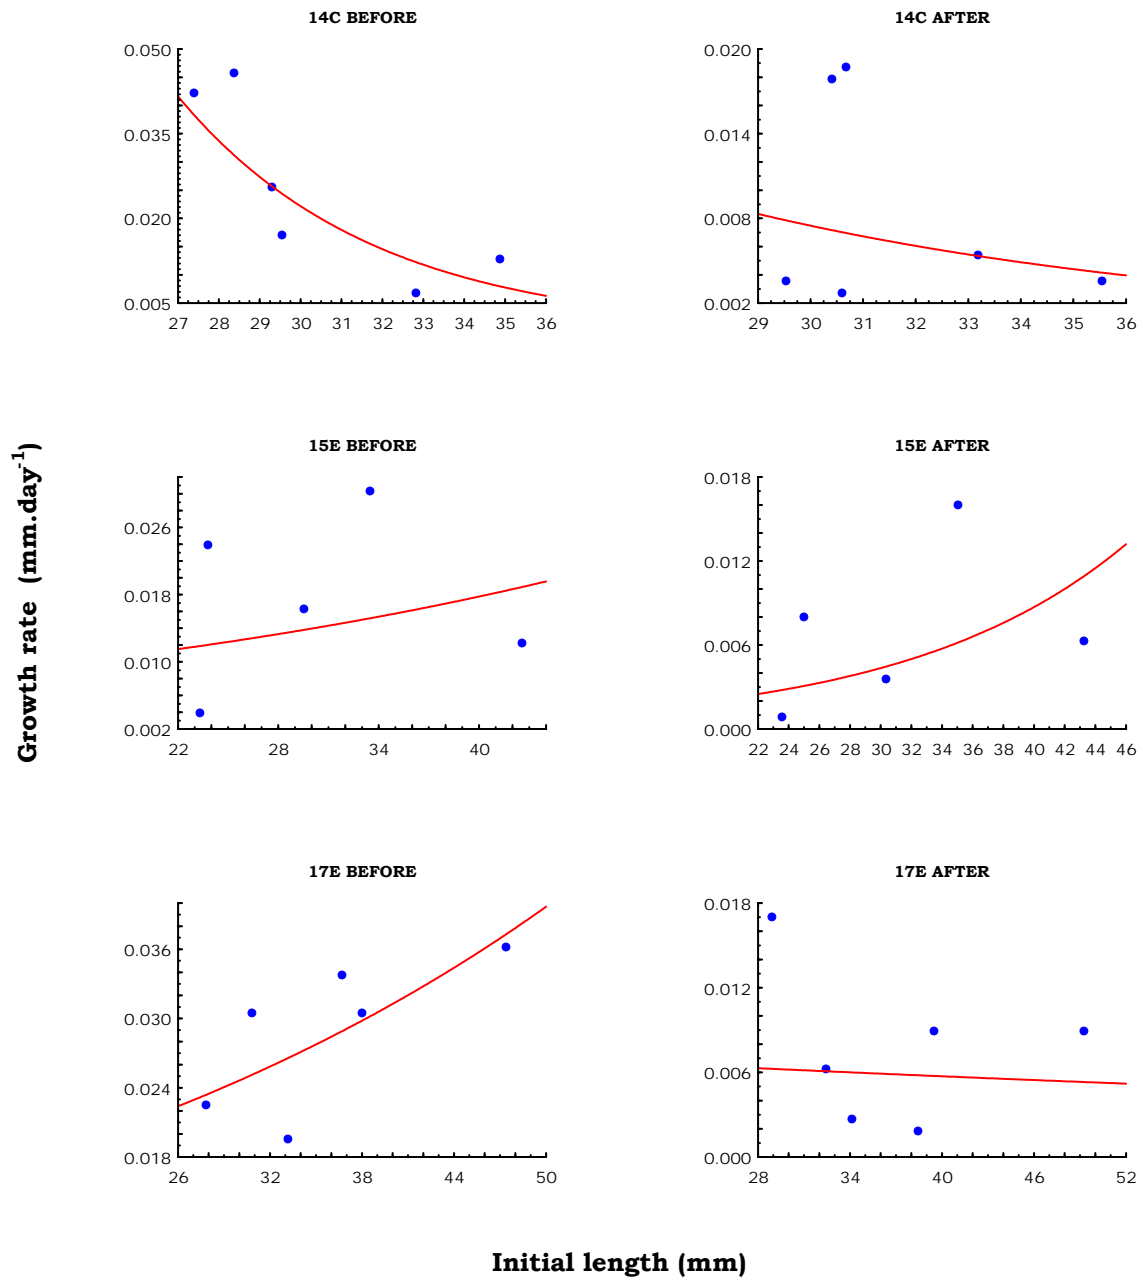 14C BEFORE
14C AFTER
0.050
0.035
0.020
0.005
27 28 29 30 31 32 33 34 35 36
0.020
0.014
0.008
0.002
29 30 31 32 33 34 35 36
15E BEFORE
15E AFTER
0.026
0.018
0.010
0.002
22 28 34 40
0.018
0.012
0.006
0.000
22 24 26 28 30 32 34 36 38 40 42 44 46
17E BEFORE
17E AFTER
0.036
0.030
0.024
0.018
26 32 38 44 50
0.018
0.012
0.006
0.000
28 34 40 46 52
Growth rate (mm.day-1)
Initial length (mm)